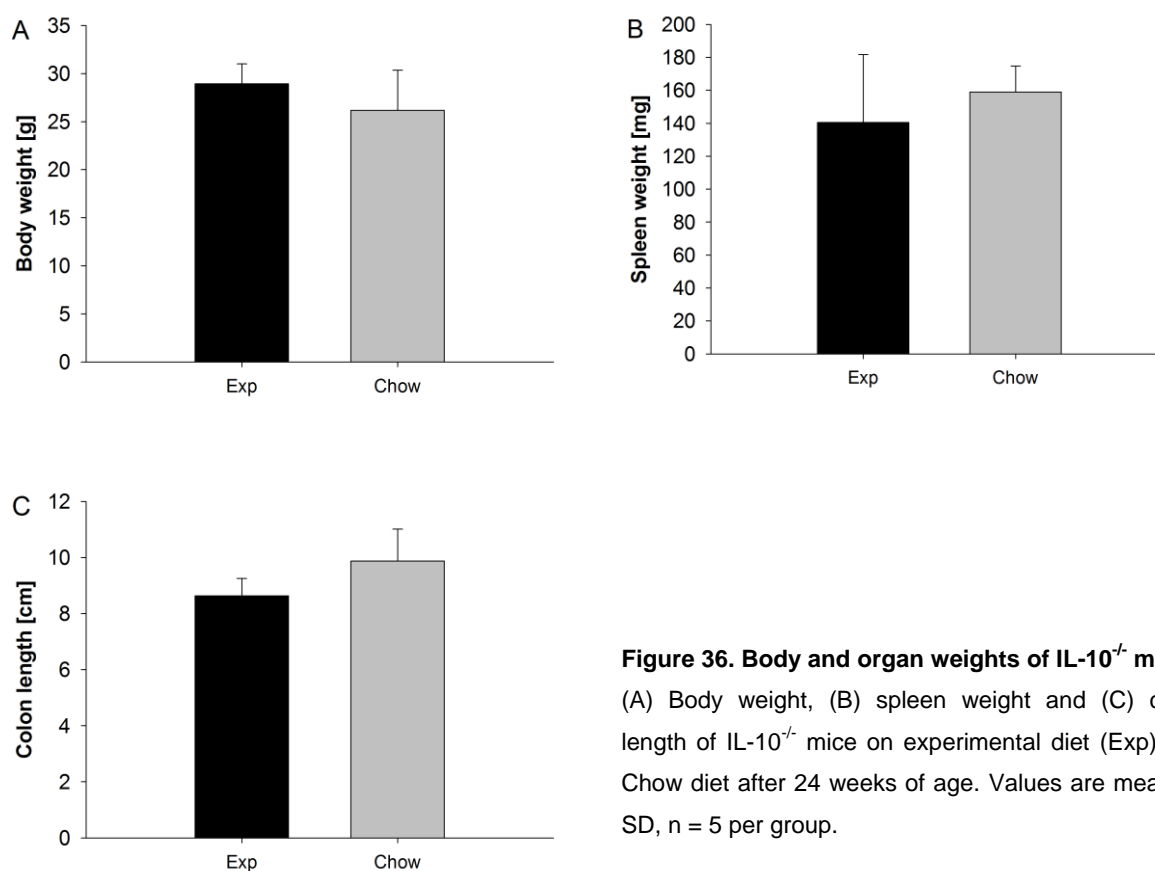 A
Body weight [g]
35
30
25
20
15
10
5
0
Exp Chow
B
Spleen weight [mg]
200
180
160
140
120
100
80
60
40
20
0
Exp Chow
C
Colon length [cm]
12
10
8
6
4
2
0
Exp Chow
Figure 36. Body and organ weights of IL-10-/-
(A) Body weight, (B) spleen weight and (C)
length of IL-10-/- mice on experimental diet (Exp)
Chow diet after 24 weeks of age. Values are
SD, n = 5 per group.